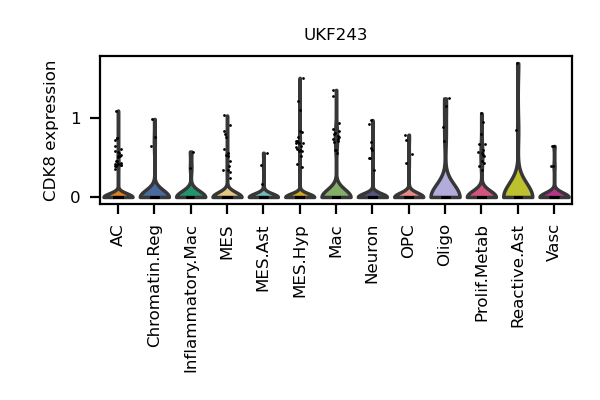 UKF243
CDK8 expression
1
0
AC
Chromatin.Reg
Inflammatory.Mac
MES
MES.Ast
MES.Hyp
Mac
Neuron
OPC
Oligo
Prolif.Metab
Reactive.Ast
Vasc